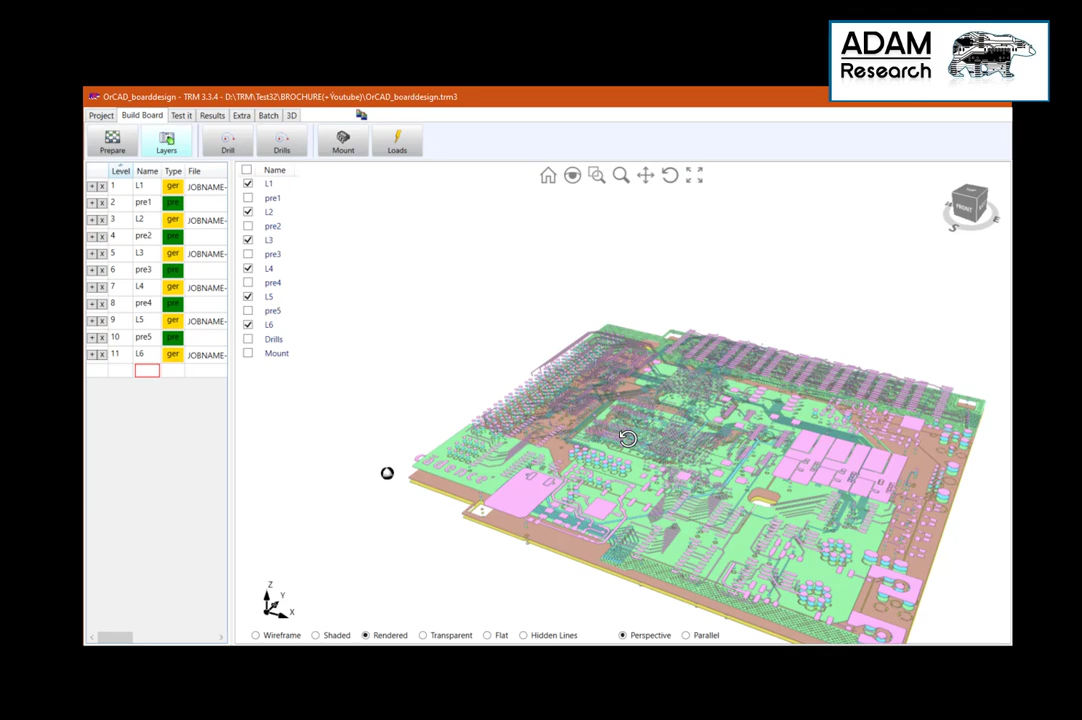 ADAM
Research
OrCAD_boarddesign - TRM 3.3.4 - D:\TRM\Test32\BROCHURE(+Ýoutube)\OrCAD_boarddesign.trm3
Project Build Board Test it Results Extra Batch 3D
Prepare Layers Drill Drills Mount Loads
Level Name Type File
+ x 1 L1 ger JOBNAME-
+ x 2 pre1 pre
+ x 3 L2 ger JOBNAME-
+ x 4 pre2 pre
+ x 5 L3 ger JOBNAME-
+ x 6 pre3 pre
+ x 7 L4 ger JOBNAME-
+ x 8 pre4 pre
+ x 9 L5 ger JOBNAME-
+ x 10 pre5 pre
+ x 11 L6 ger JOBNAME-
Name
L1
pre1
L2
pre2
L3
pre3
L4
pre4
L5
pre5
L6
Drills
Mount
FRONT
S
E
Z
Y
X
Wireframe Shaded Rendered Transparent Flat Hidden Lines Perspective Parallel